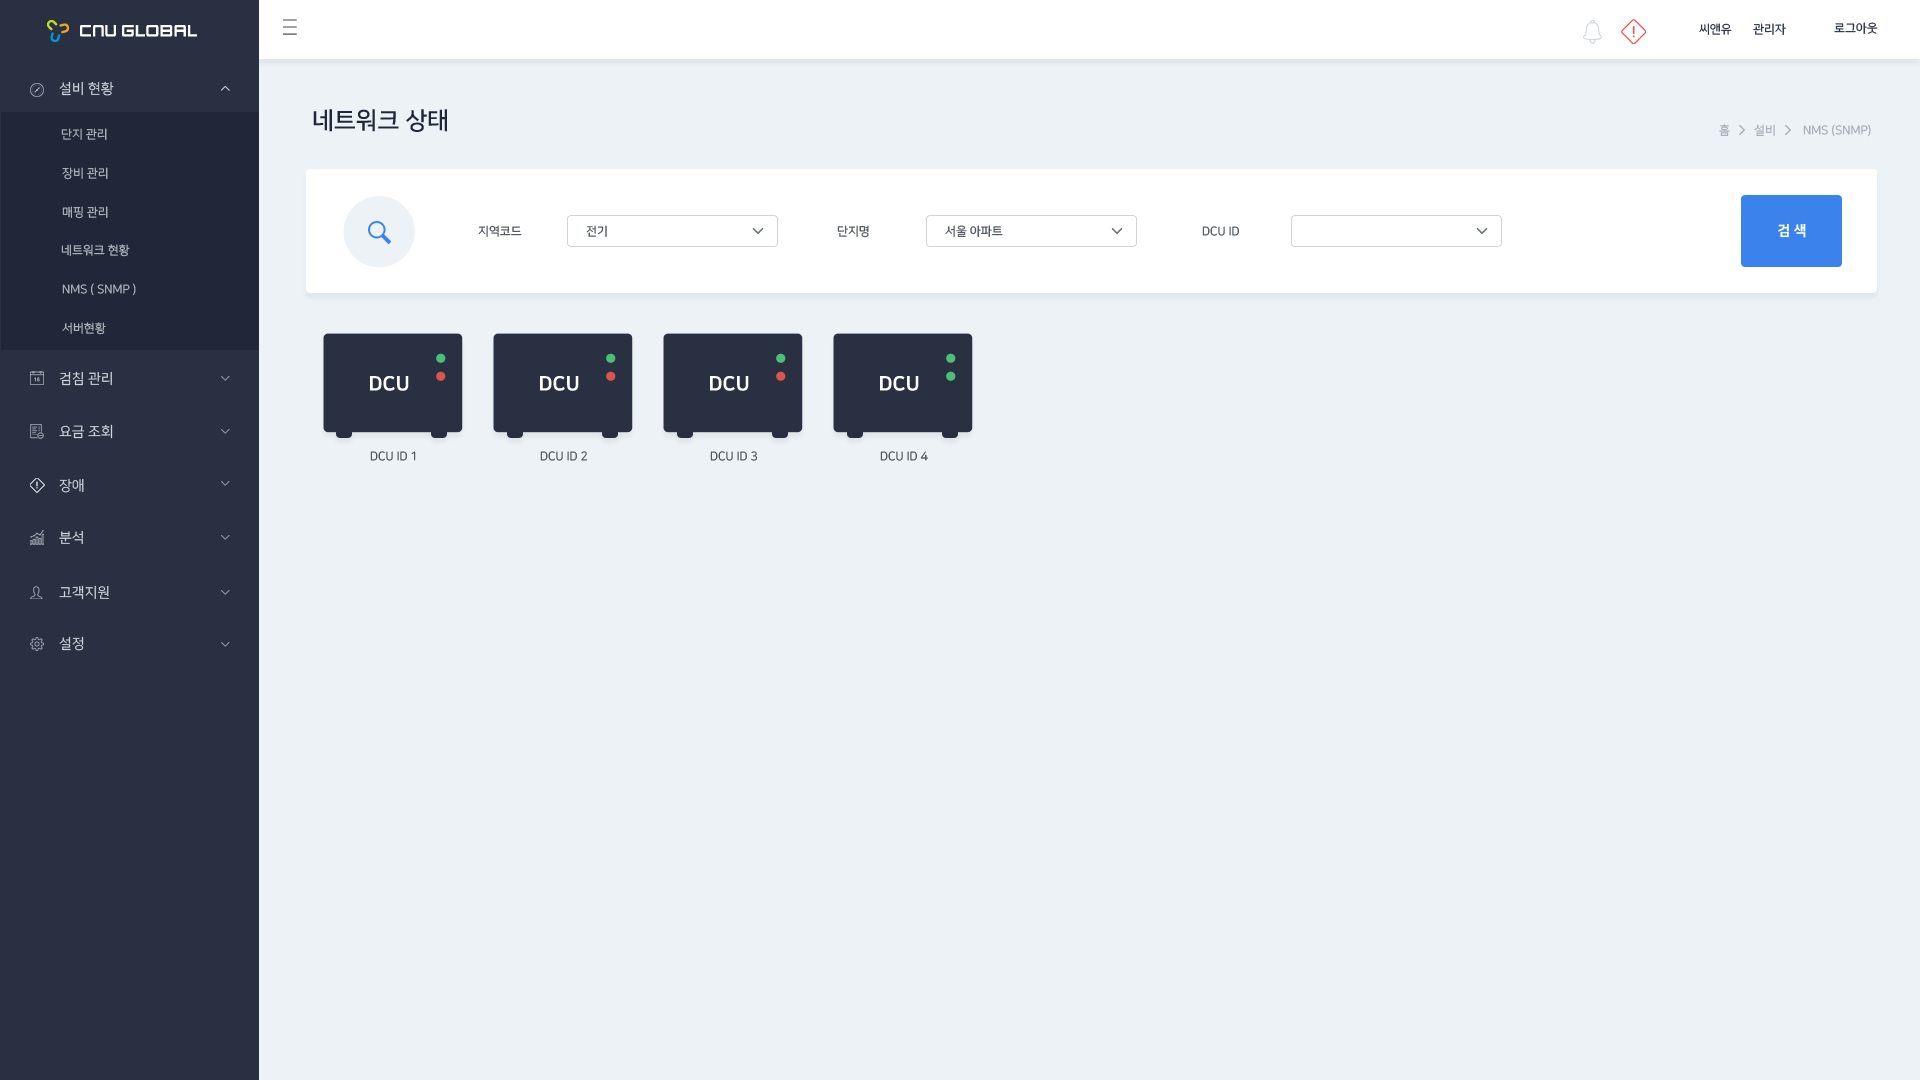 CNU GLOBAL
씨앤유 관리자 로그아웃
설비 현황
단지 관리
장비 관리
매핑 관리
네트워크 현황
NMS ( SNMP )
서버현황
검침 관리
요금 조회
장애
분석
고객지원
설정
네트워크 상태
홈 > 설비 > NMS (SNMP)
지역코드 전기 단지명 서울 아파트 DCU ID 검 색
DCU DCU DCU DCU
DCU ID 1 DCU ID 2 DCU ID 3 DCU ID 4